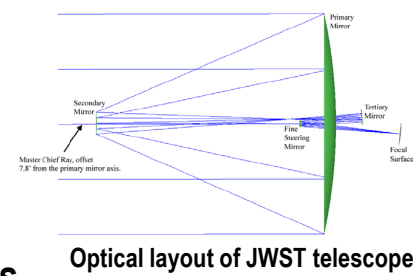 Primary
Mirror
Secondary
Mirror
Tertiary
Mirror
Fine
Steering
Mirror
Focal
Surface
Master Chief Ray, offset
7.8' from the primary mirror axis.
Optical layout of JWST telescope